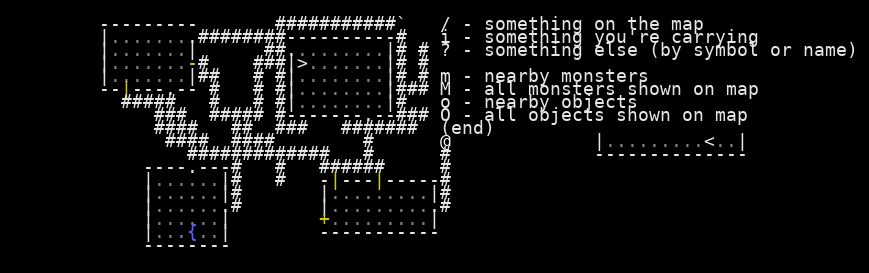 / - something on the map
i - something you're carrying
? - something else (by symbol or name)
m - nearby monsters
M - all monsters shown on map
o - nearby objects
O - all objects shown on map
(end)